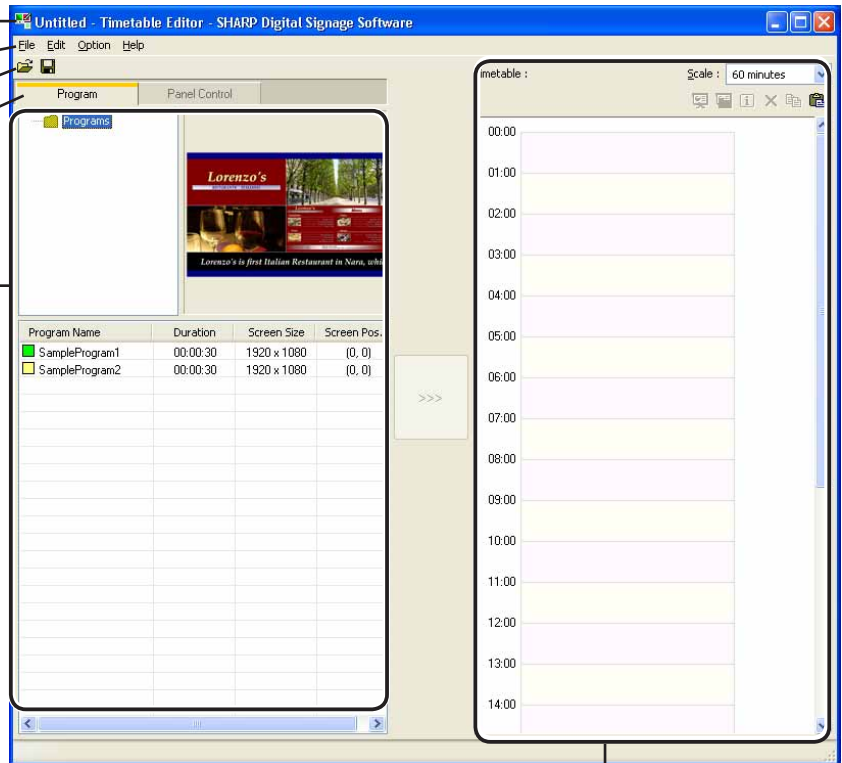 Untitled - Timetable Editor - SHARP Digital Signage Software
File Edit Option Help
Program Panel Control
Programs
Lorenzo's
Lorenzo's is first Italian Restaurant in Nara, whi
Program Name Duration Screen Size Screen Pos.
SampleProgram1 00:00:30 1920 x 1080 (0, 0)
SampleProgram2 00:00:30 1920 x 1080 (0, 0)
>>>
imetable : Scale : 60 minutes
00:00
01:00
02:00
03:00
04:00
05:00
06:00
07:00
08:00
09:00
10:00
11:00
12:00
13:00
14:00